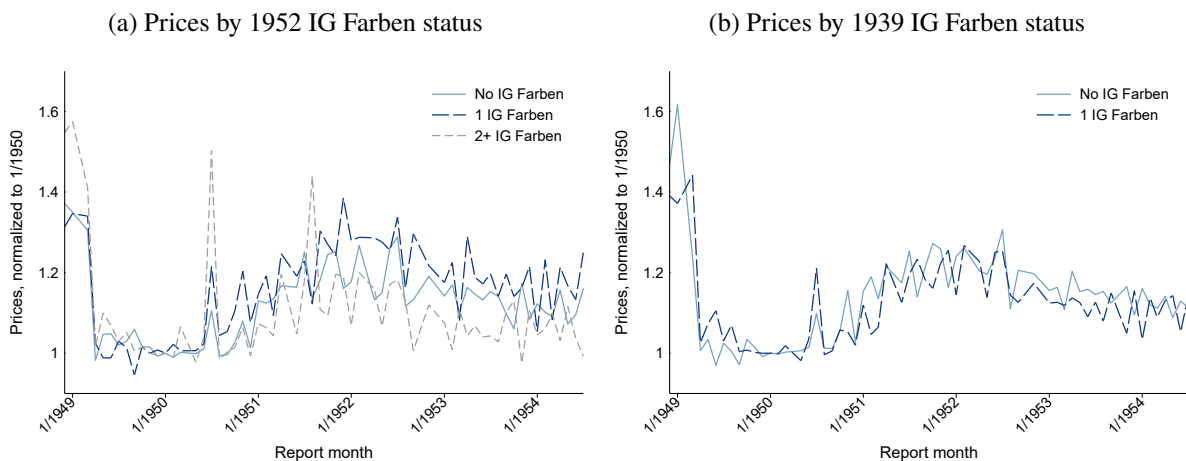 (a) Prices by 1952 IG Farben status
Prices, normalized to 1/1950
1.6
1.4
1.2
1
No IG Farben
1 IG Farben
2+ IG Farben
1/1949
1/1950
1/1951
1/1952
1/1953
1/1954
Report month
(b) Prices by 1939 IG Farben status
Prices, normalized to 1/1950
1.6
1.4
1.2
1
No IG Farben
1 IG Farben
1/1949
1/1950
1/1951
1/1952
1/1953
1/1954
Report month